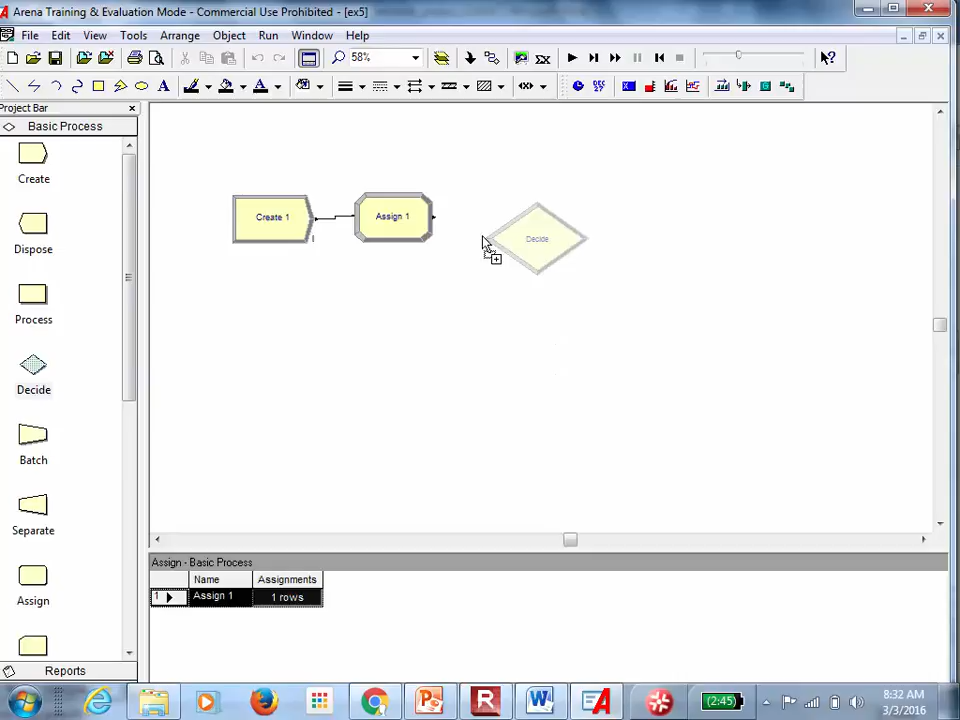 Arena Training & Evaluation Mode - Commercial Use Prohibited - [ex5]
File Edit View Tools Arrange Object Run Window Help
58%
Project Bar
Basic Process
Create
Dispose
Process
Decide
Batch
Separate
Assign
Reports
Create 1
Assign 1
Decide
Assign - Basic Process
Name Assignments
1 Assign 1 1 rows
(2:45)
8:32 AM
3/3/2016